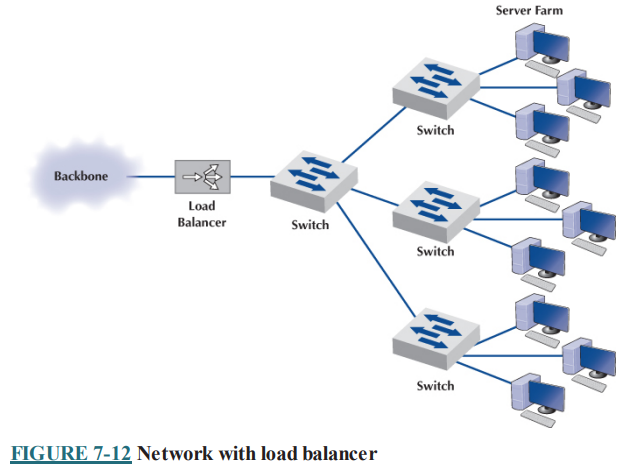 Server Farm
Switch
Backbone
Load
Balancer
Switch
Switch
Switch
FIGURE 7-12 Network with load balancer